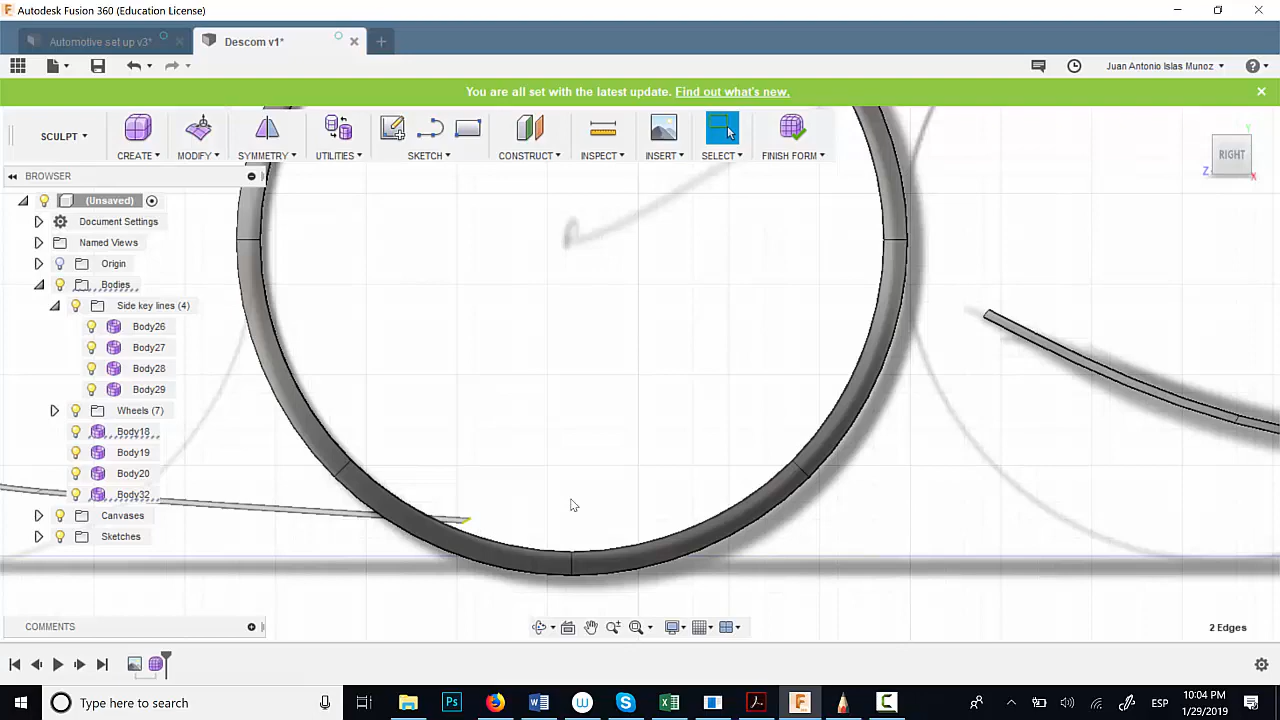 Autodesk Fusion 360 (Education License)
Automotive set up v3*
Descom v1*
Juan Antonio Islas Munoz
You are all set with the latest update. Find out what's new.
SCULPT
CREATE
MODIFY
SYMMETRY
UTILITIES
SKETCH
CONSTRUCT
INSPECT
INSERT
SELECT
FINISH FORM
RIGHT
Y
Z
X
BROWSER
(Unsaved)
Document Settings
Named Views
Origin
Bodies
Side key lines (4)
Body26
Body27
Body28
Body29
Wheels (7)
Body18
Body19
Body20
Body32
Canvases
Sketches
COMMENTS
2 Edges
Type here to search
ESP
10:04 PM
1/29/2019